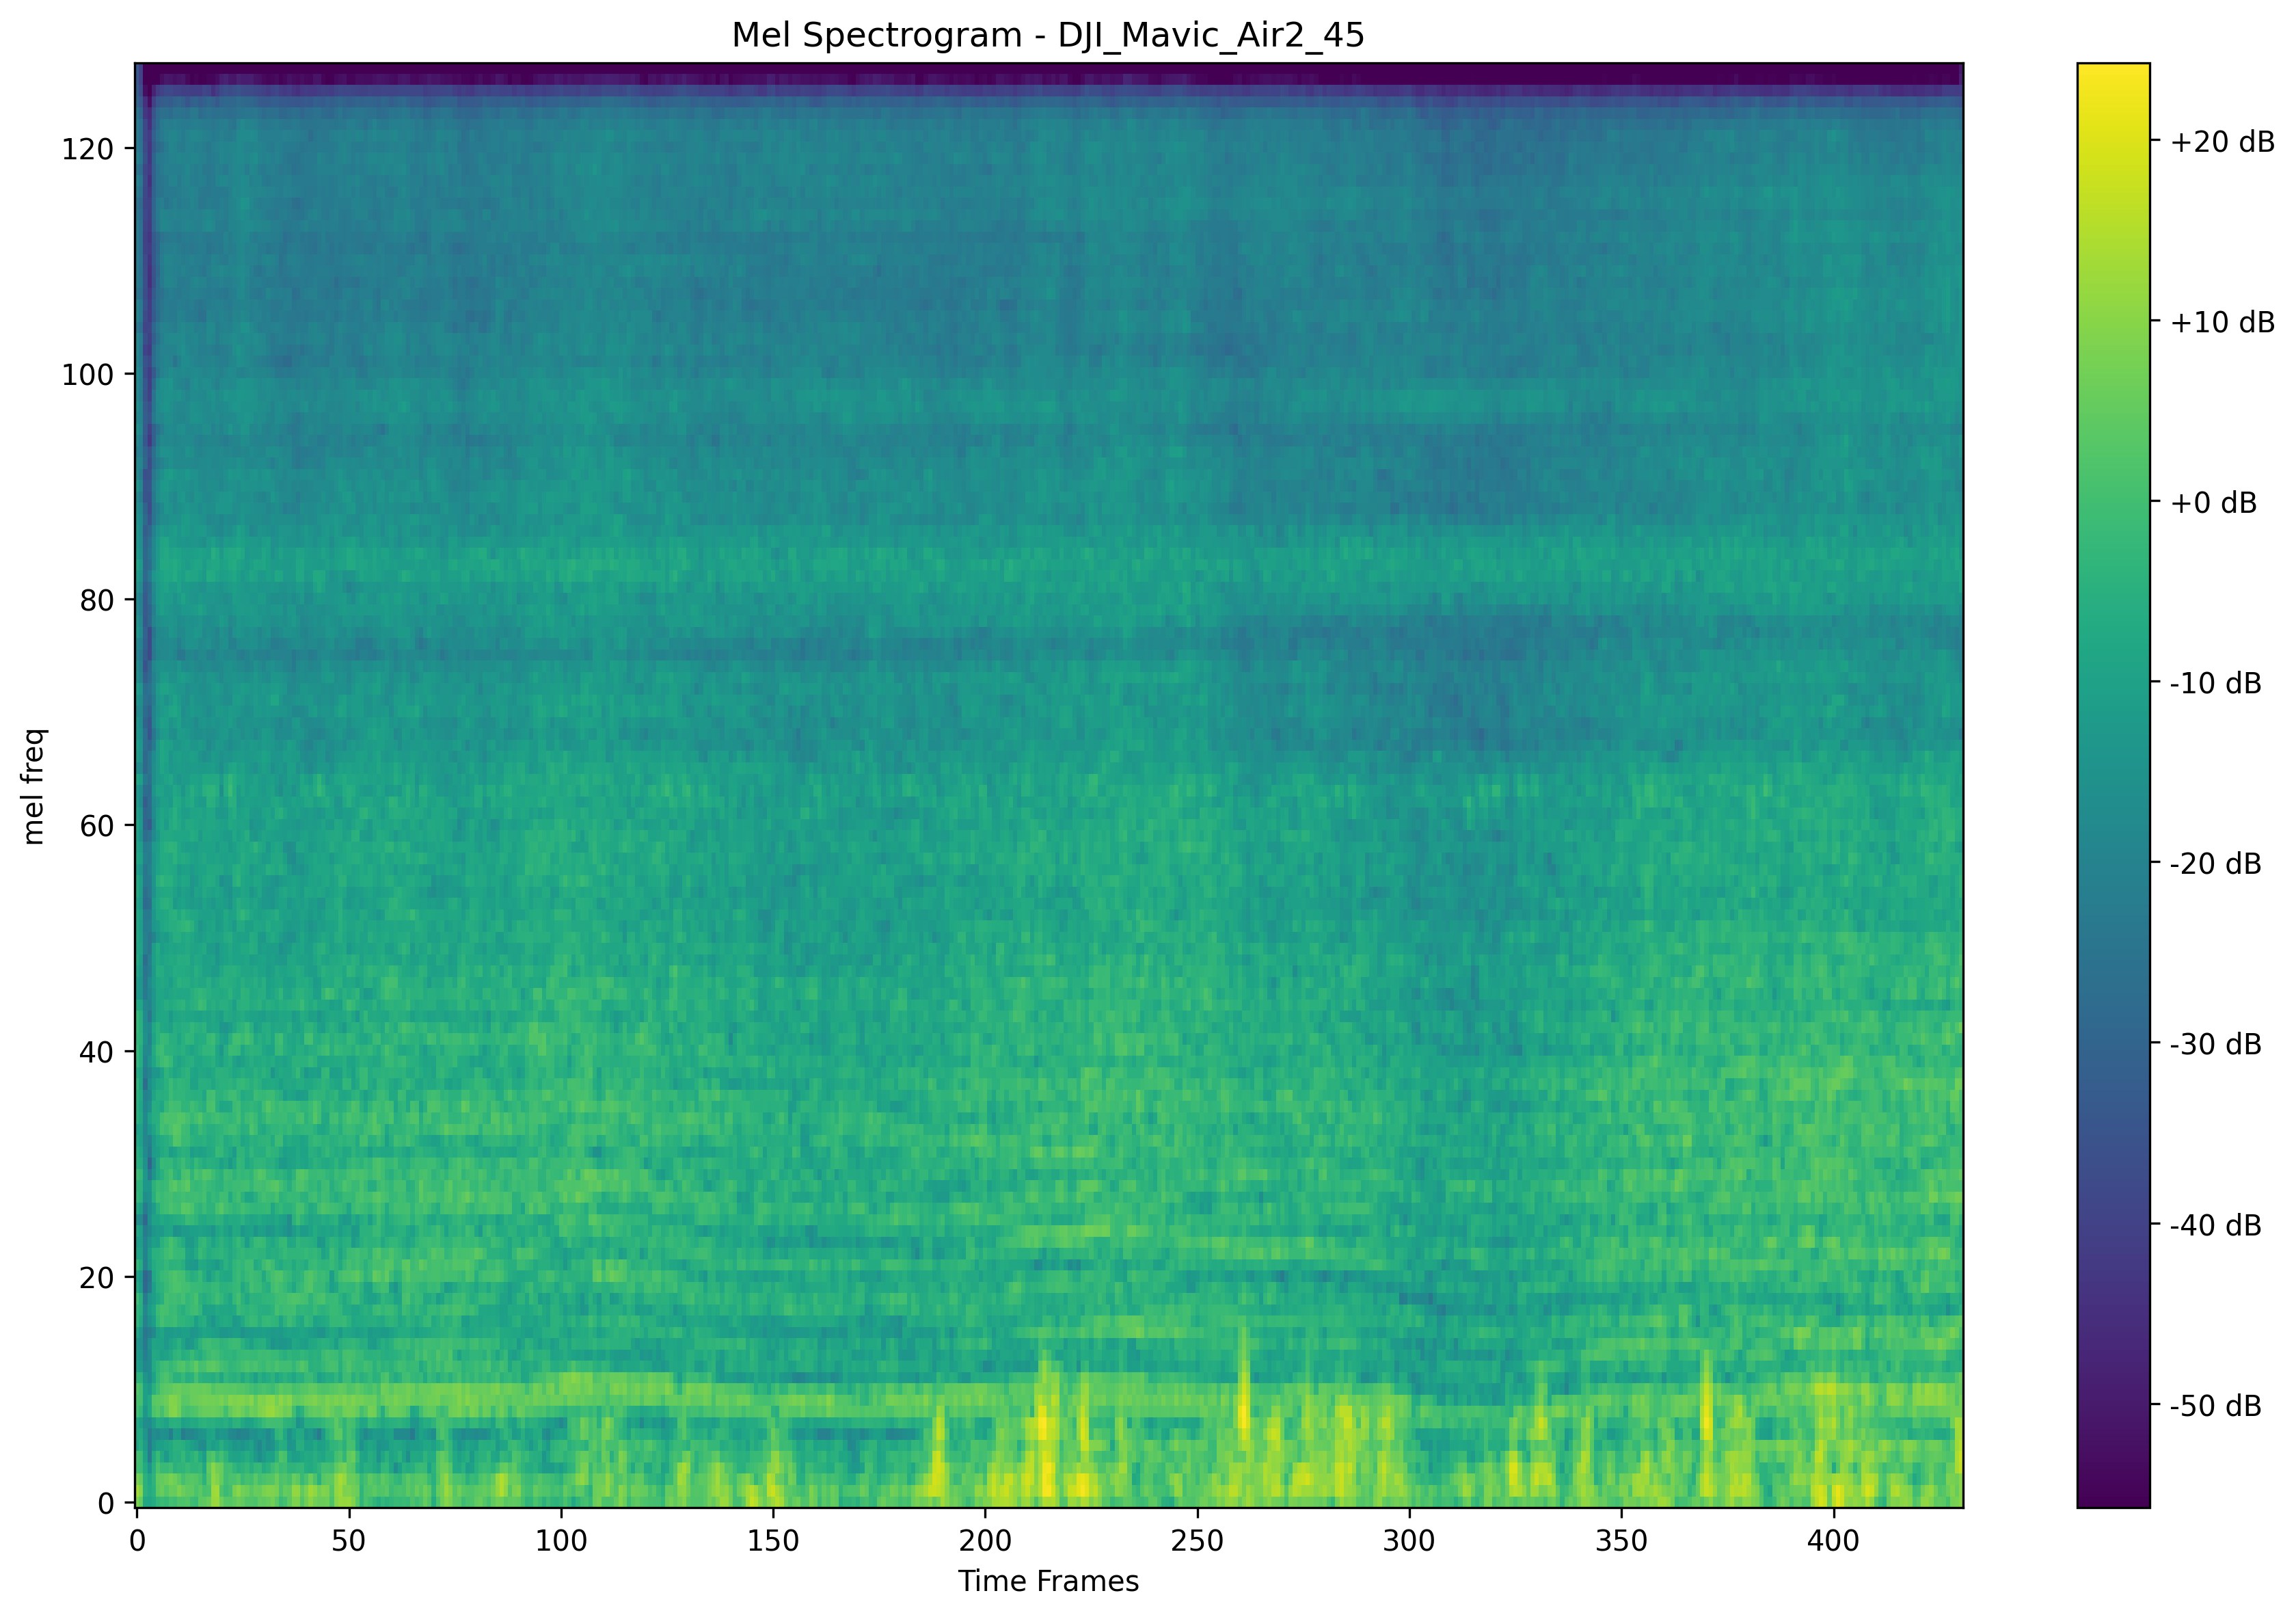 Mel Spectrogram - DJI_Mavic_Air2_45
mel freq
120
100
80
60
40
20
0
0 50 100 150 200 250 300 350 400
Time Frames
+20 dB
+10 dB
+0 dB
-10 dB
-20 dB
-30 dB
-40 dB
-50 dB